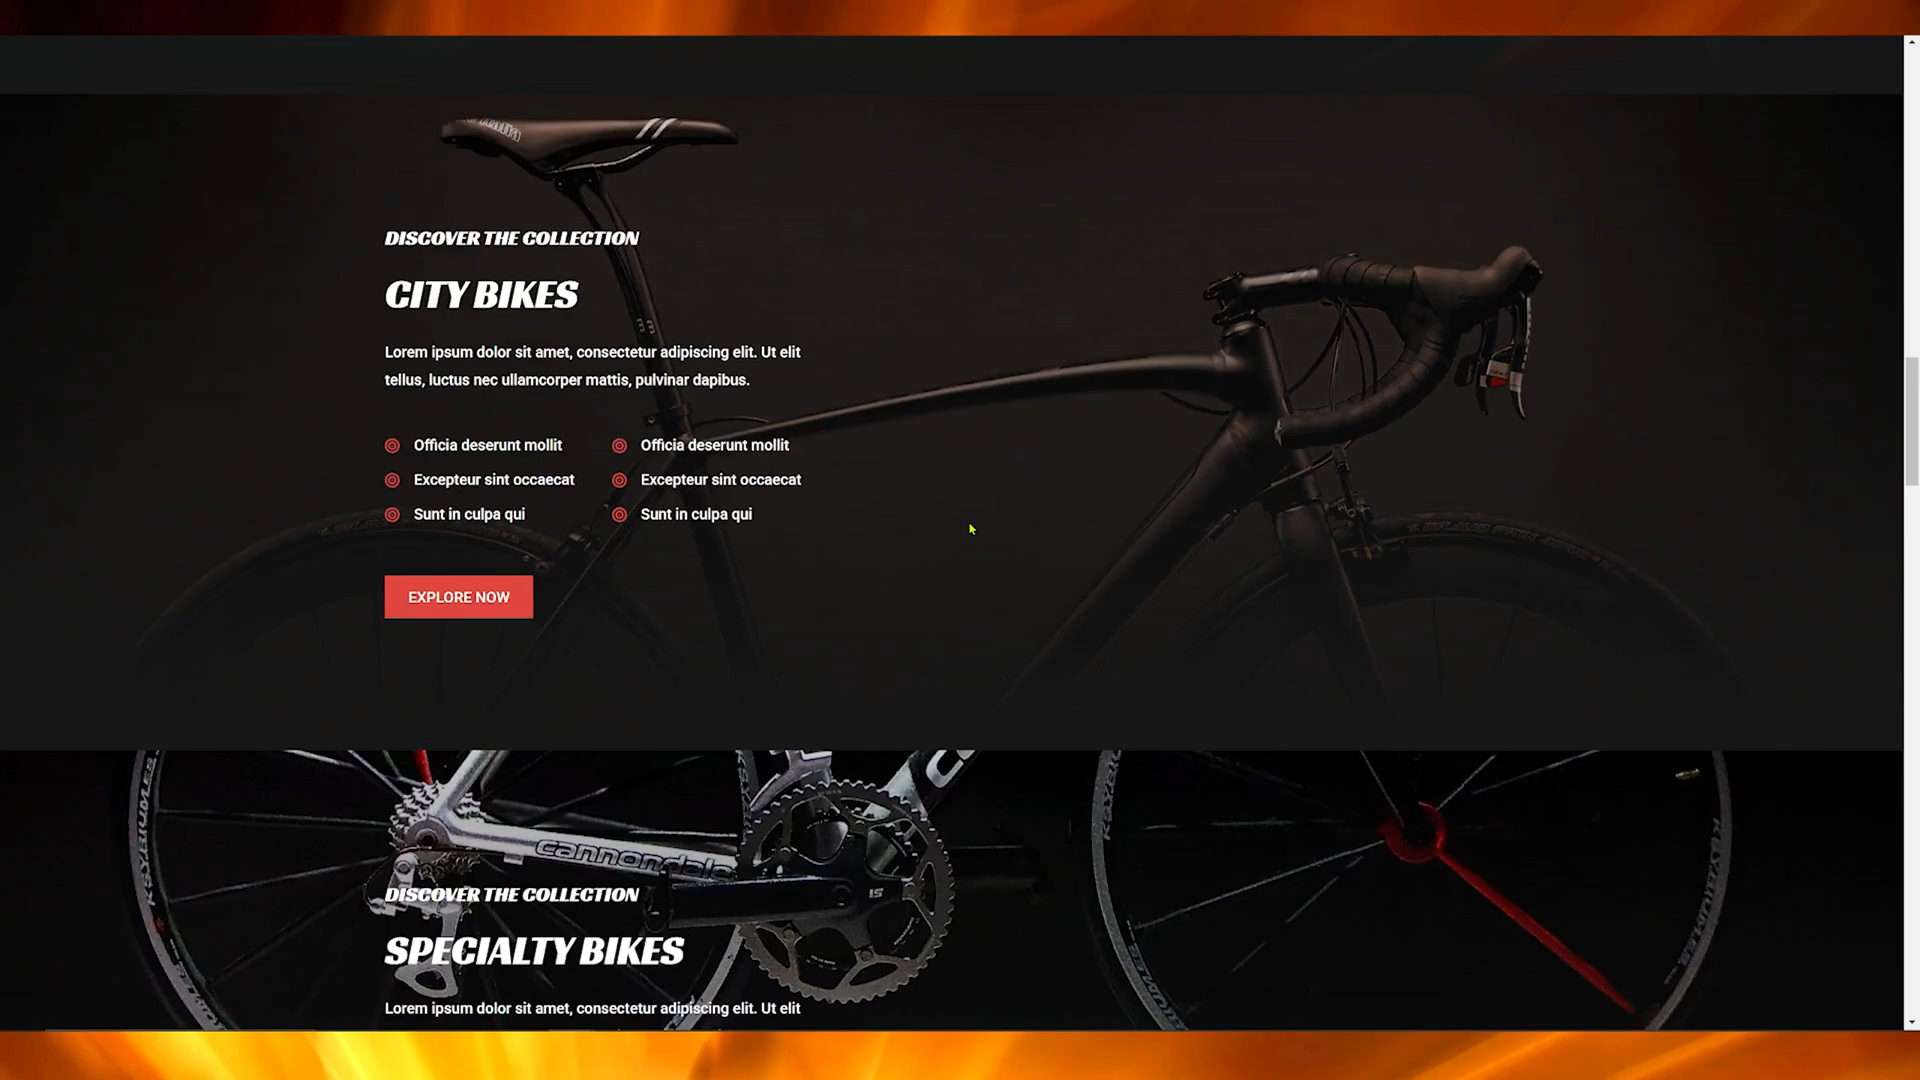 DISCOVER THE COLLECTION
CITY BIKES
Lorem ipsum dolor sit amet, consectetur adipiscing elit. Ut elit
tellus, luctus nec ullamcorper mattis, pulvinar dapibus.
Officia deserunt mollit
Officia deserunt mollit
Excepteur sint occaecat
Excepteur sint occaecat
Sunt in culpa qui
Sunt in culpa qui
EXPLORE NOW
cannondale
DISCOVER THE COLLECTION
SPECIALTY BIKES
Lorem ipsum dolor sit amet, consectetur adipiscing elit. Ut elit